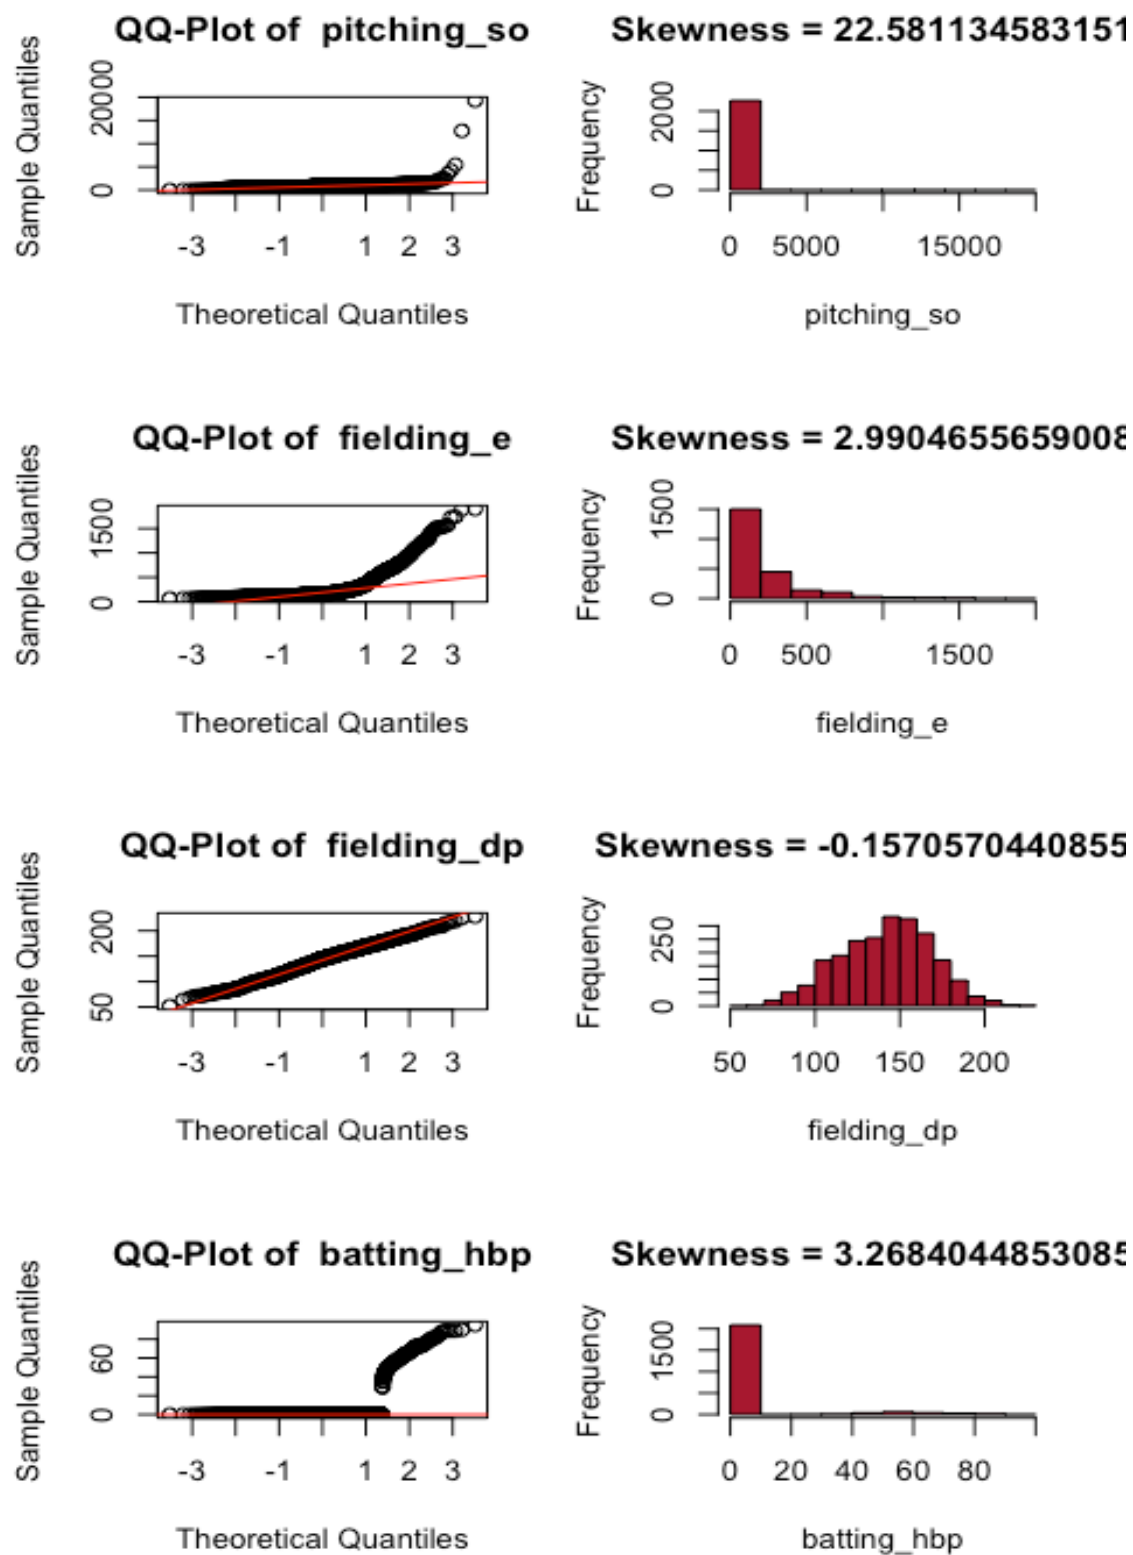 QQ-Plot of pitching_so
Sample Quantiles
20000
0
-3 -1 1 2 3
Theoretical Quantiles
Skewness = 22.581134583151
Frequency
2000
0
0 5000 15000
pitching_so
QQ-Plot of fielding_e
Sample Quantiles
1500
0
-3 -1 1 2 3
Theoretical Quantiles
Skewness = 2.9904655659008
Frequency
1500
0
0 500 1500
fielding_e
QQ-Plot of fielding_dp
Sample Quantiles
200
50
-3 -1 1 2 3
Theoretical Quantiles
Skewness = -0.1570570440855
Frequency
250
0
50 100 150 200
fielding_dp
QQ-Plot of batting_hbp
Sample Quantiles
60
0
-3 -1 1 2 3
Theoretical Quantiles
Skewness = 3.2684044853085
Frequency
1500
0
0 20 40 60 80
batting_hbp